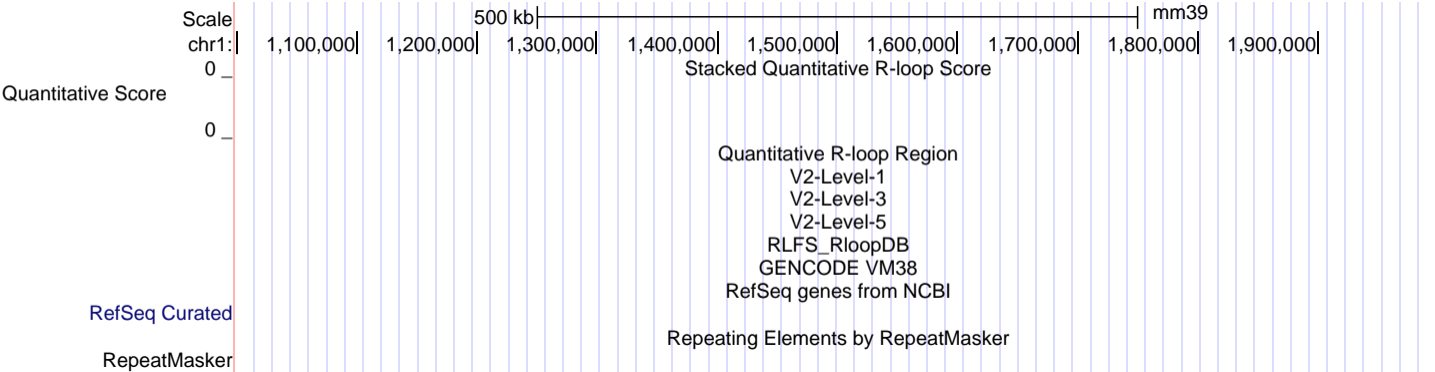 Scale 500 kb mm39
chr1: 1,100,000 1,200,000 1,300,000 1,400,000 1,500,000 1,600,000 1,700,000 1,800,000 1,900,000
Stacked Quantitative R-loop Score
0 _
Quantitative Score
0 _
Quantitative R-loop Region
V2-Level-1
V2-Level-3
V2-Level-5
RLFS_RloopDB
GENCODE VM38
RefSeq genes from NCBI
RefSeq Curated
Repeating Elements by RepeatMasker
RepeatMasker